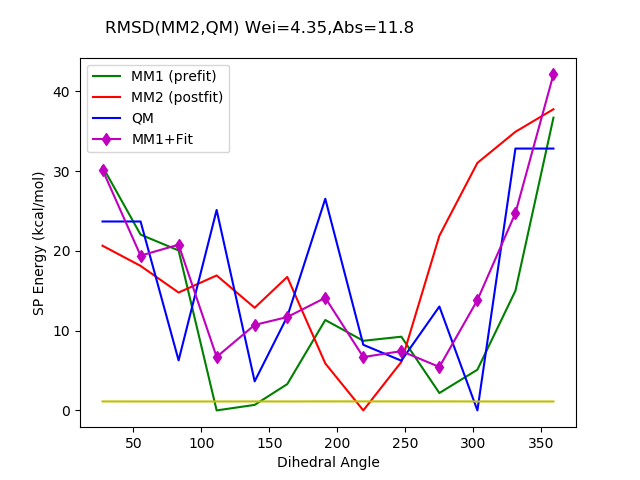 RMSD(MM2,QM) Wei=4.35,Abs=11.8
MM1 (prefit)
MM2 (postfit)
QM
MM1+Fit
SP Energy (kcal/mol)
40
30
20
10
0
50 100 150 200 250 300 350
Dihedral Angle